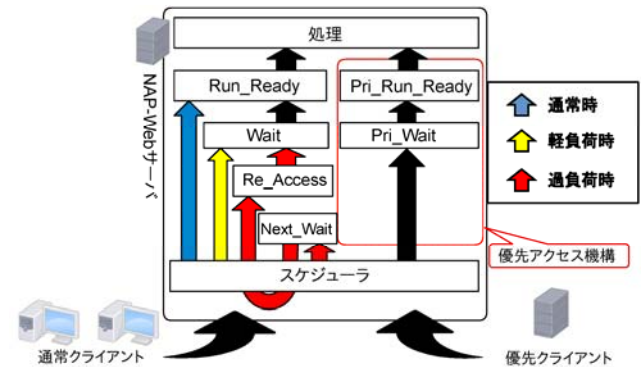 処理
NAP-Webサーバ
Run_Ready
Pri_Run_Ready
Wait
Pri_Wait
Re_Access
Next_Wait
スケジューラ
通常時
軽負荷時
過負荷時
優先アクセス機構
通常クライアント
優先クライアント